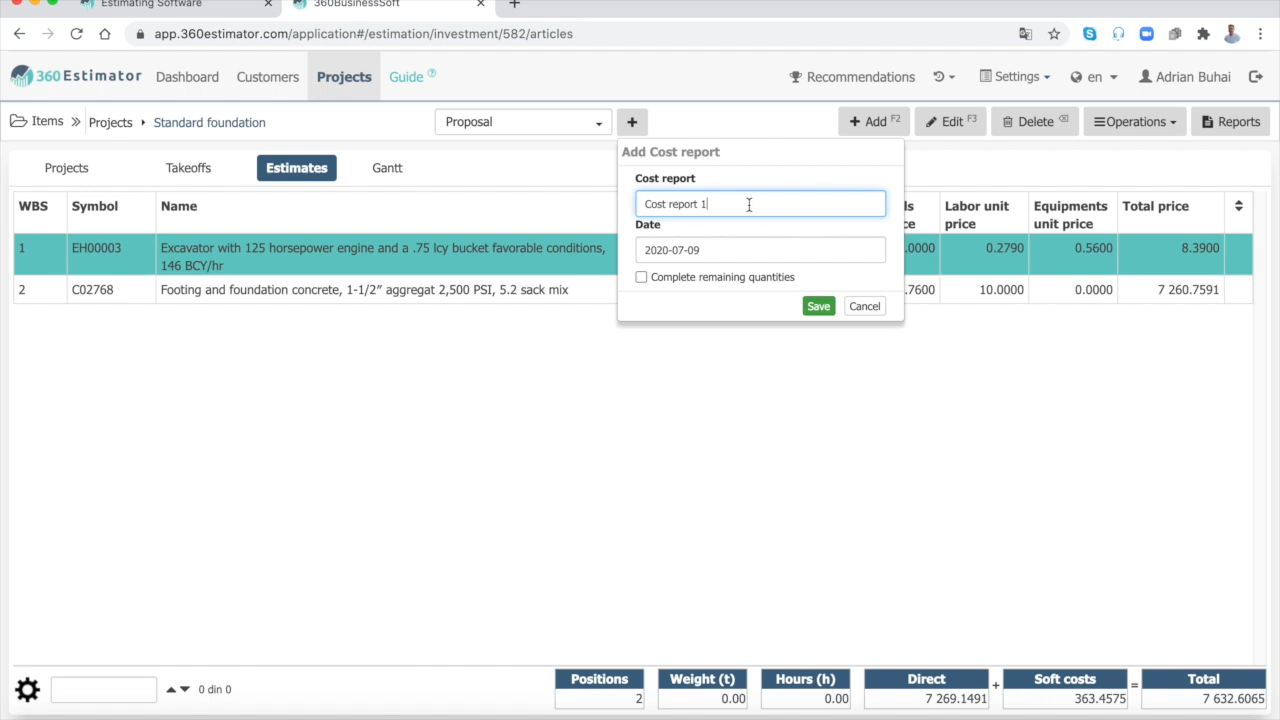 Estimating Software
360BusinessSoft
app.360estimator.com/application#/estimation/investment/582/articles
360Estimator
Dashboard
Customers
Projects
Guide
Recommendations
Settings
en
Adrian Buhai
Items
Projects
Standard foundation
Proposal
Add F2
Edit F3
Delete
Operations
Reports
Add Cost report
Cost report
Cost report 1
Date
2020-07-09
Complete remaining quantities
Save Cancel
Projects
Takeoffs
Estimates
Gantt
WBS
Symbol
Name
Labor unit
price
Equipments
unit price
Total price
1
EH00003
Excavator with 125 horsepower engine and a .75 lcy bucket favorable conditions,
146 BCY/hr
.0000
0.2790
0.5600
8.3900
2
C02768
Footing and foundation concrete, 1-1/2” aggregat 2,500 PSI, 5.2 sack mix
.7600
10.0000
0.0000
7 260.7591
0 din 0
Positions
2
Weight (t)
0.00
Hours (h)
0.00
Direct
7 269.1491
+
Soft costs
363.4575
=
Total
7 632.6065